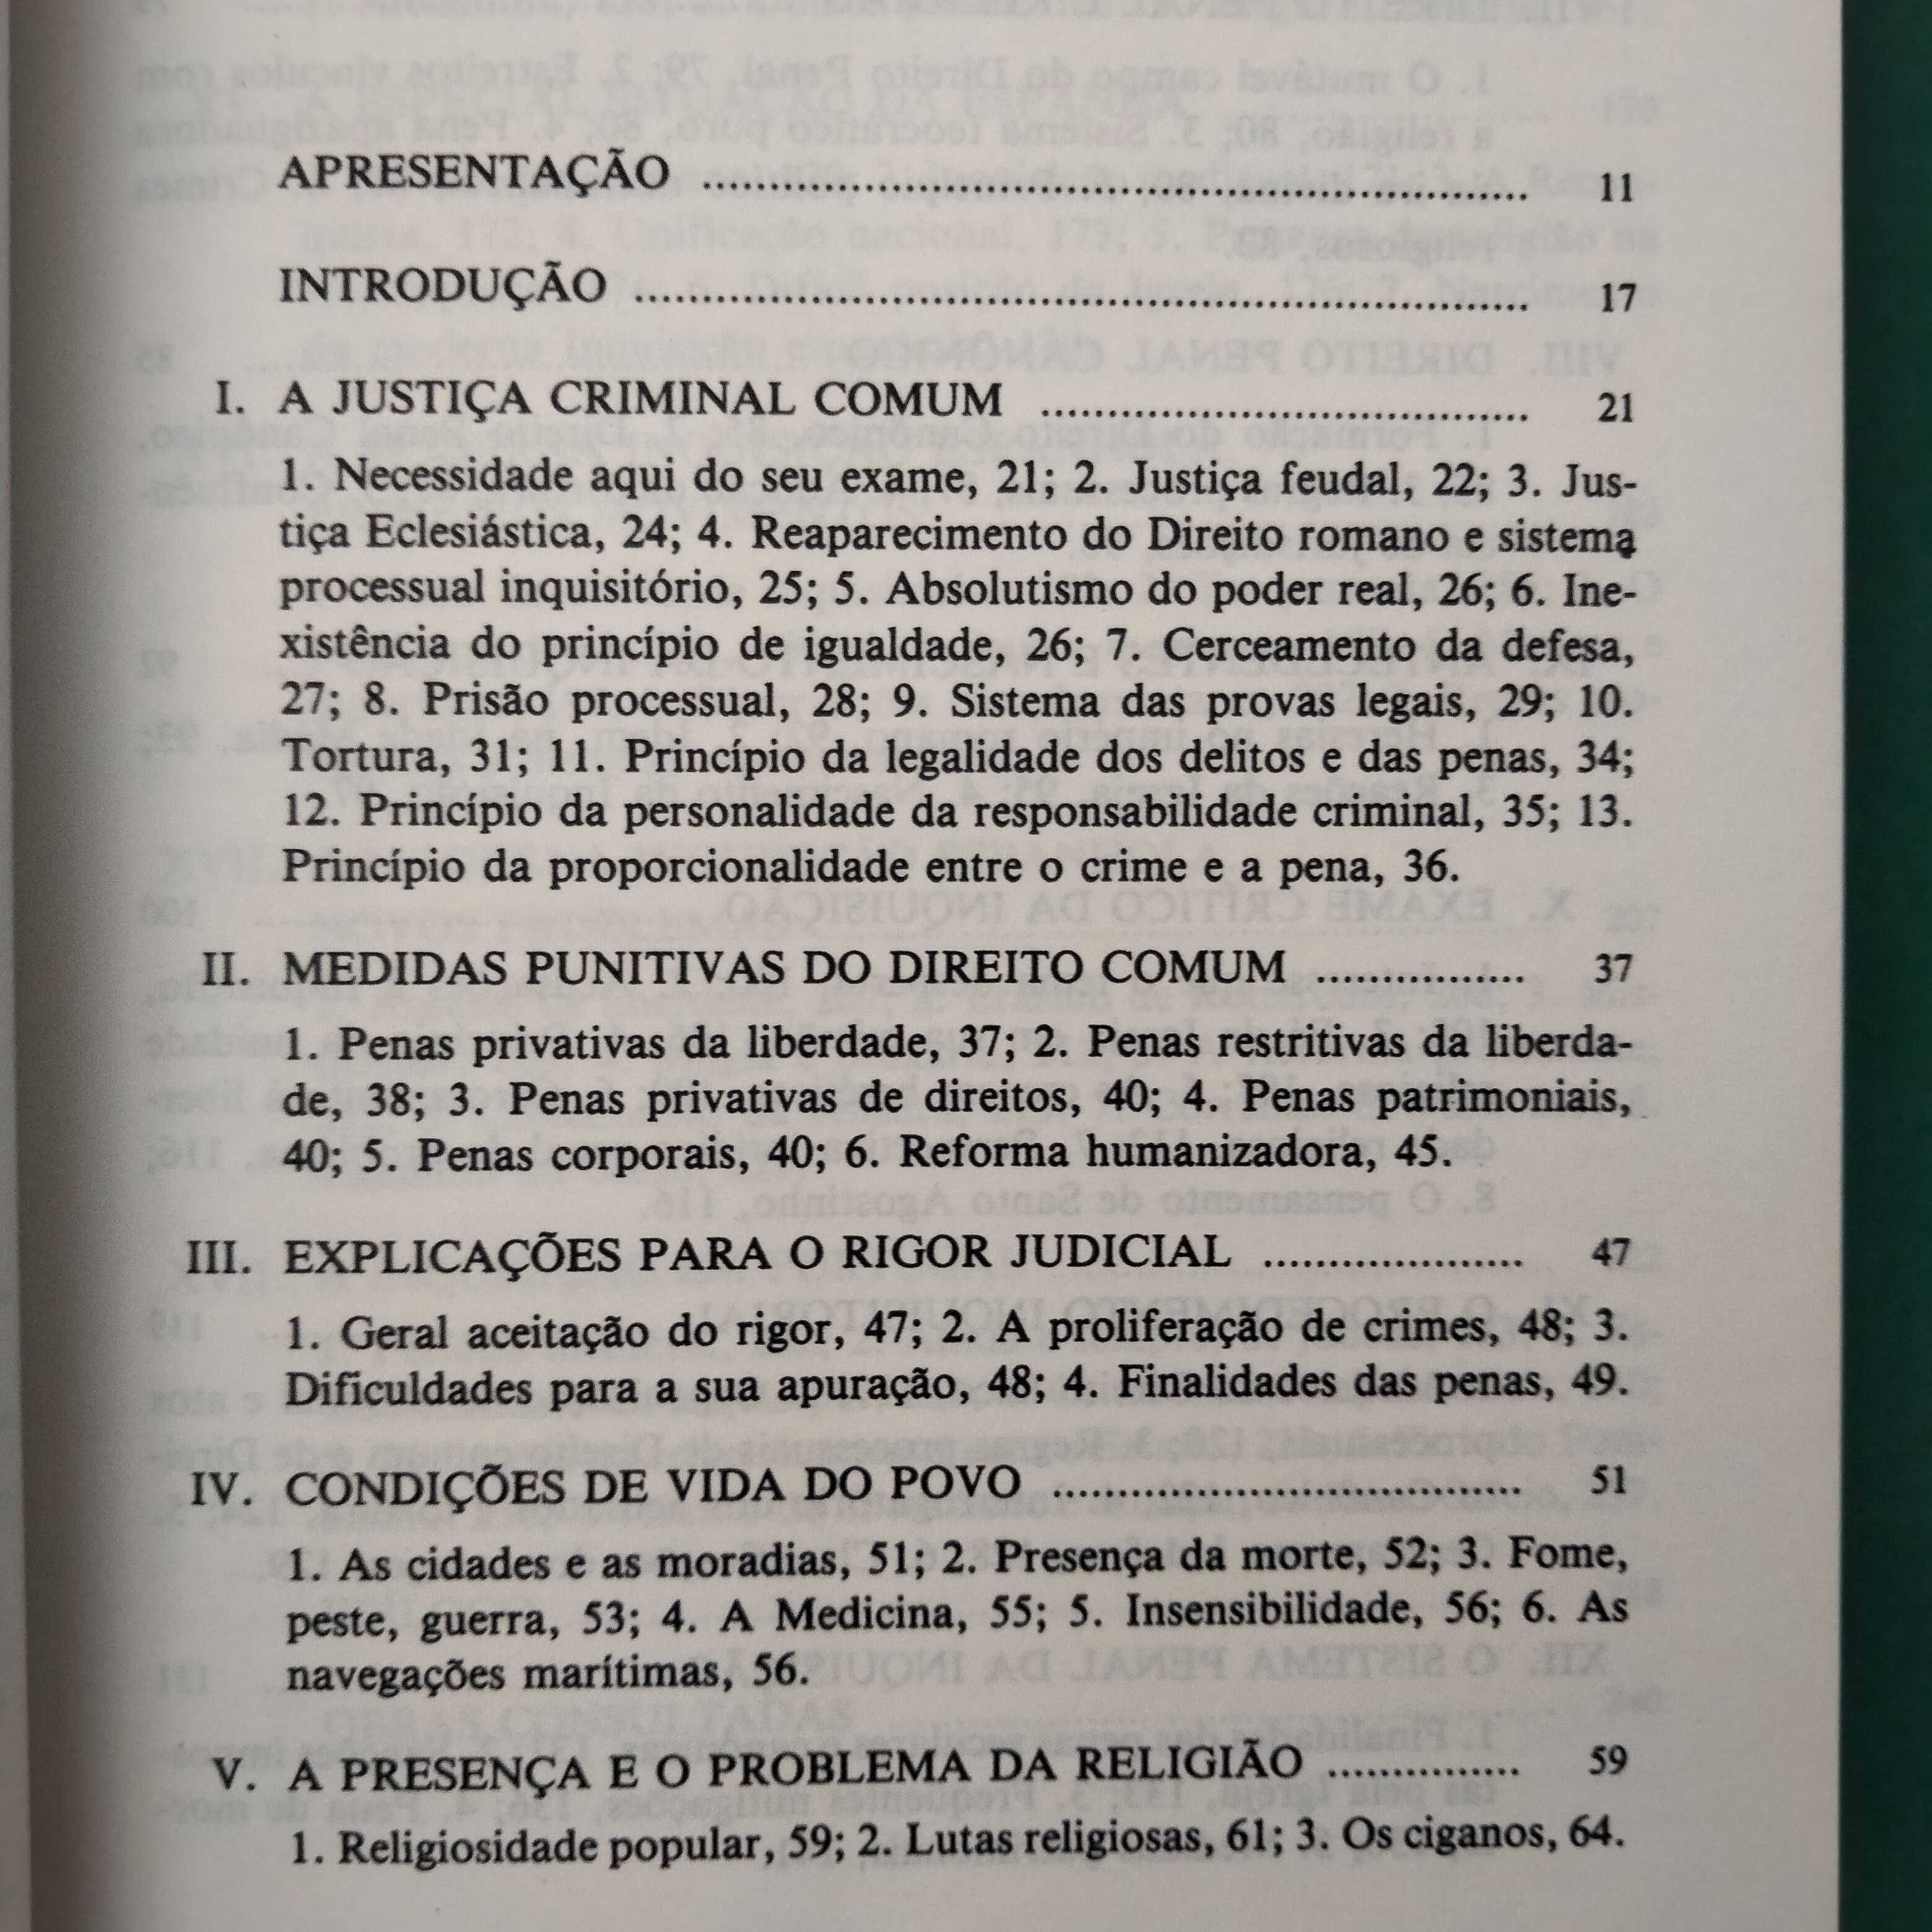 APRESENTAÇÃO ................................................................ 11
INTRODUÇÃO ..................................................................... 17
I. A JUSTIÇA CRIMINAL COMUM ...................................... 21
1. Necessidade aqui do seu exame, 21; 2. Justiça feudal, 22; 3. Jus-
tiça Eclesiástica, 24; 4. Reaparecimento do Direito romano e sistema
processual inquisitório, 25; 5. Absolutismo do poder real, 26; 6. Ine-
xistência do princípio de igualdade, 26; 7. Cerceamento da defesa,
27; 8. Prisão processual, 28; 9. Sistema das provas legais, 29; 10.
Tortura, 31; 11. Princípio da legalidade dos delitos e das penas, 34;
12. Princípio da personalidade da responsabilidade criminal, 35; 13.
Princípio da proporcionalidade entre o crime e a pena, 36.
II. MEDIDAS PUNITIVAS DO DIREITO COMUM ................ 37
1. Penas privativas da liberdade, 37; 2. Penas restritivas da liberda-
de, 38; 3. Penas privativas de direitos, 40; 4. Penas patrimoniais,
40; 5. Penas corporais, 40; 6. Reforma humanizadora, 45.
III. EXPLICAÇÕES PARA O RIGOR JUDICIAL .................... 47
1. Geral aceitação do rigor, 47; 2. A proliferação de crimes, 48; 3.
Dificuldades para a sua apuração, 48; 4. Finalidades das penas, 49.
IV. CONDIÇÕES DE VIDA DO POVO .................................... 51
1. As cidades e as moradias, 51; 2. Presença da morte, 52; 3. Fome,
peste, guerra, 53; 4. A Medicina, 55; 5. Insensibilidade, 56; 6. As
navegações marítimas, 56.
V. A PRESENÇA E O PROBLEMA DA RELIGIÃO ............... 59
1. Religiosidade popular, 59; 2. Lutas religiosas, 61; 3. Os ciganos, 64.